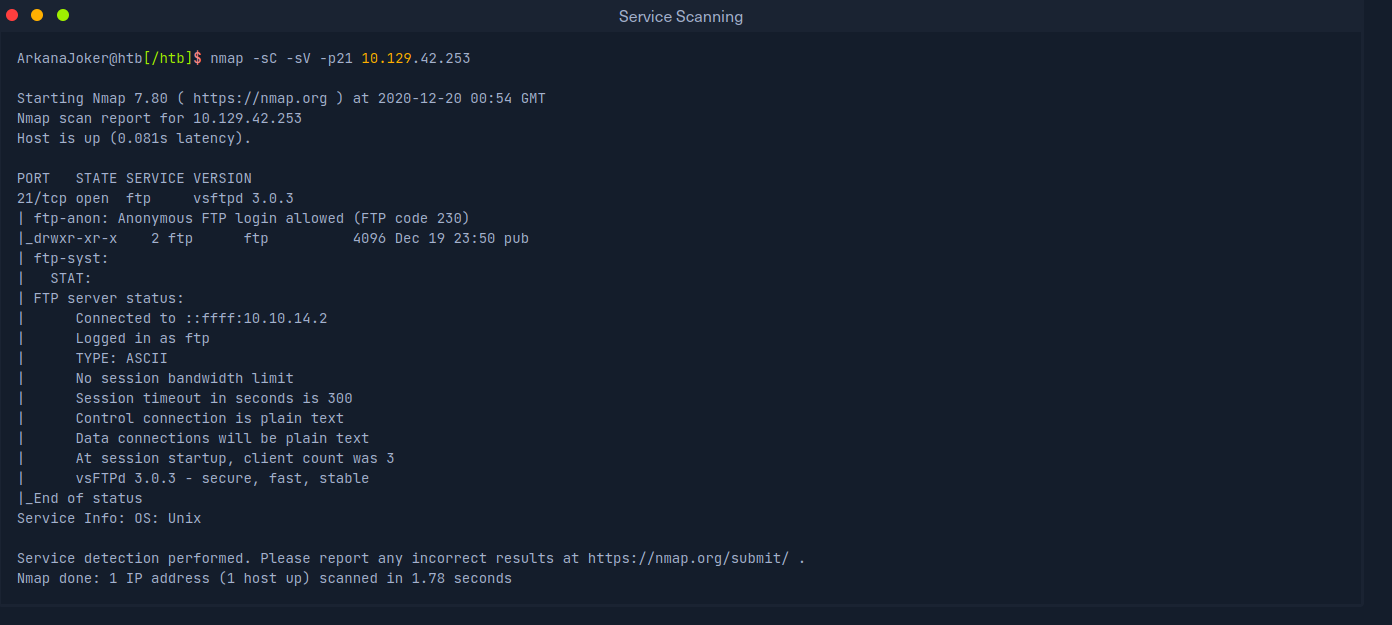 Service Scanning
ArkanaJoker@htb[/htb]$ nmap -sC -sV -p21 10.129.42.253
Starting Nmap 7.80 ( https://nmap.org ) at 2020-12-20 00:54 GMT
Nmap scan report for 10.129.42.253
Host is up (0.081s latency).
PORT   STATE SERVICE VERSION
21/tcp open  ftp     vsftpd 3.0.3
| ftp-anon: Anonymous FTP login allowed (FTP code 230)
|_drwxr-xr-x    2 ftp      ftp          4096 Dec 19 23:50 pub
| ftp-syst:
|   STAT:
| FTP server status:
|      Connected to ::ffff:10.10.14.2
|      Logged in as ftp
|      TYPE: ASCII
|      No session bandwidth limit
|      Session timeout in seconds is 300
|      Control connection is plain text
|      Data connections will be plain text
|      At session startup, client count was 3
|      vsFTPd 3.0.3 - secure, fast, stable
|_End of status
Service Info: OS: Unix
Service detection performed. Please report any incorrect results at https://nmap.org/submit/ .
Nmap done: 1 IP address (1 host up) scanned in 1.78 seconds